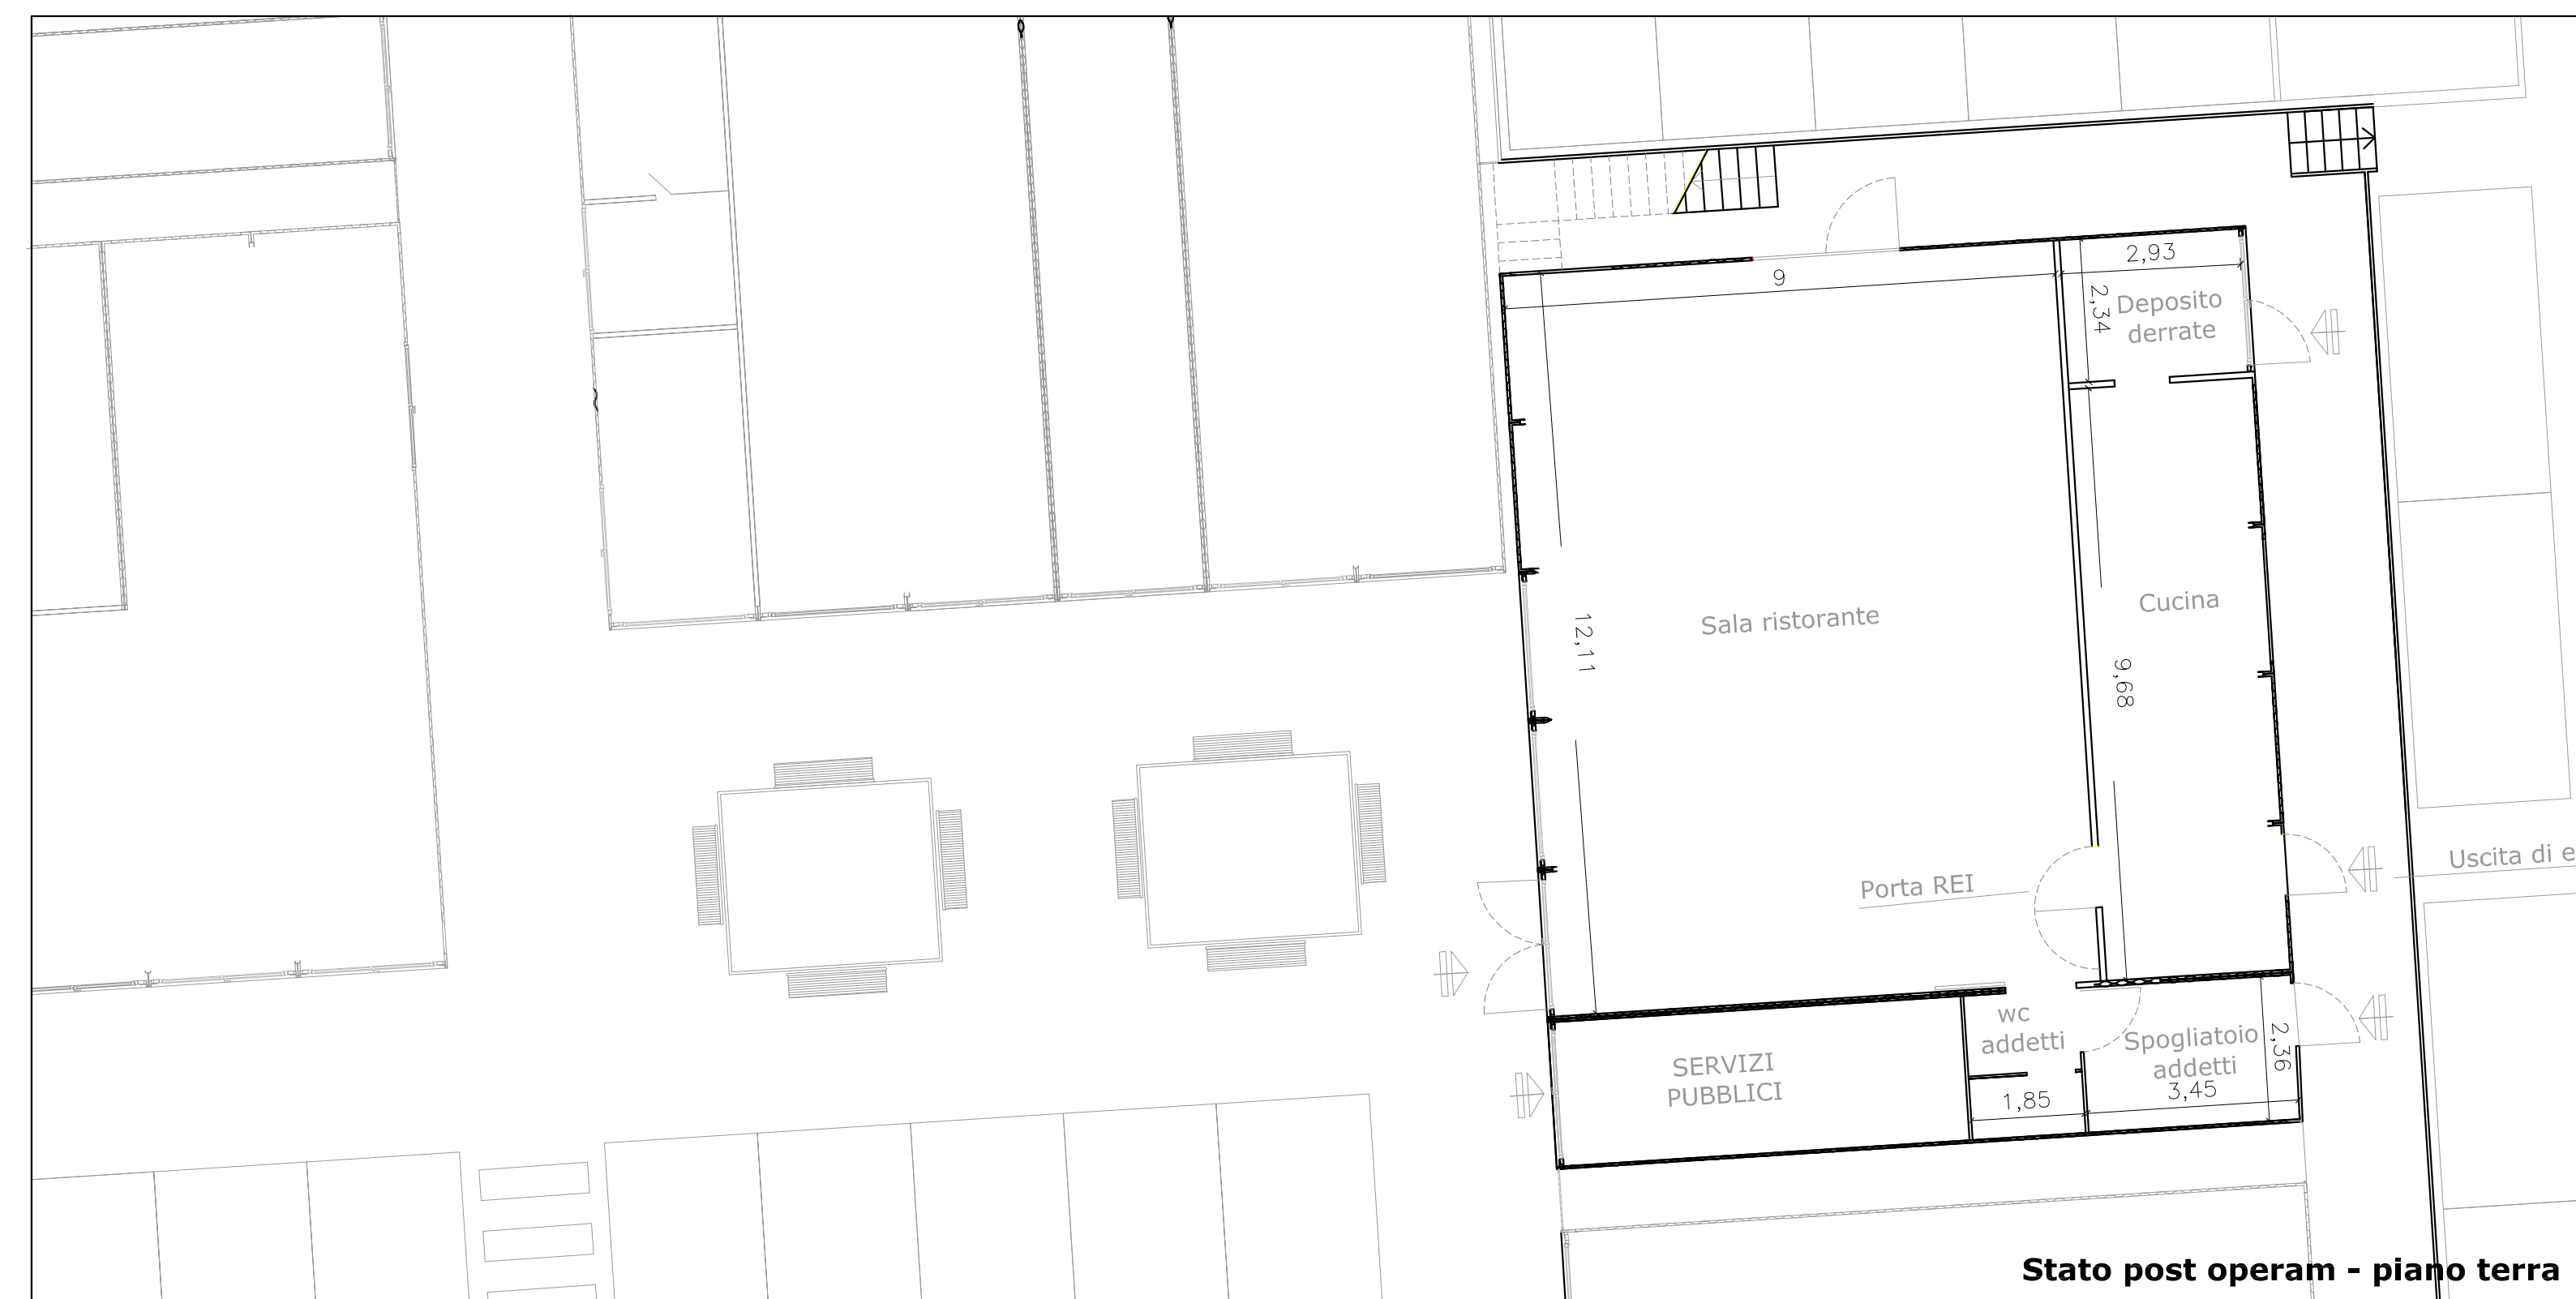 2,93
9
2,34
Deposito
derrate
Sala ristorante
12,11
Cucina
9,68
Porta REI
Uscita di e
wc
addetti
Spogliatoio
addetti
2,36
SERVIZI
PUBBLICI
1,85
3,45
Stato post operam - piano terra